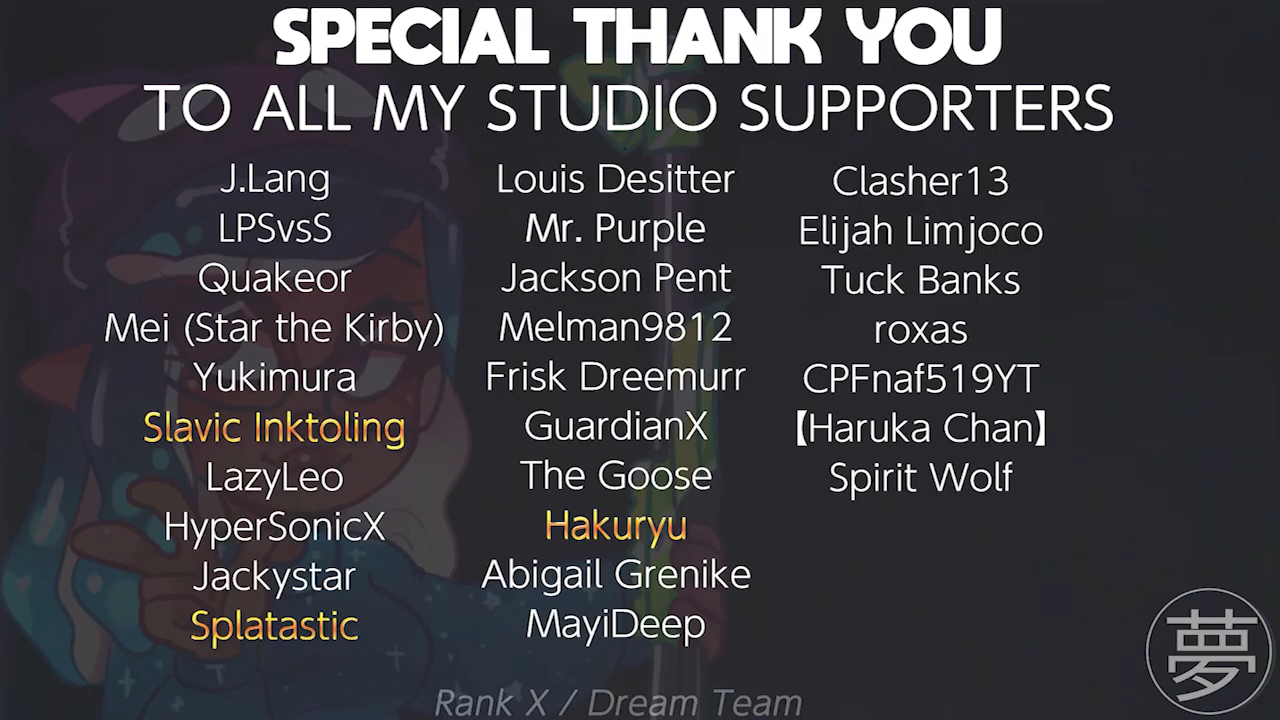 SPECIAL THANK YOU
TO ALL MY STUDIO SUPPORTERS
J.Lang
LPSvsS
Quakeor
Mei (Star the Kirby)
Yukimura
Slavic Inktoling
LazyLeo
HyperSonicX
Jackystar
Splatastic
Louis Desitter
Mr. Purple
Jackson Pent
Melman9812
Frisk Dreemurr
GuardianX
The Goose
Hakuryu
Abigail Grenike
MayiDeep
Clasher13
Elijah Limjoco
Tuck Banks
roxas
CPFnaf519YT
【Haruka Chan】
Spirit Wolf
Rank X / Dream Team
夢